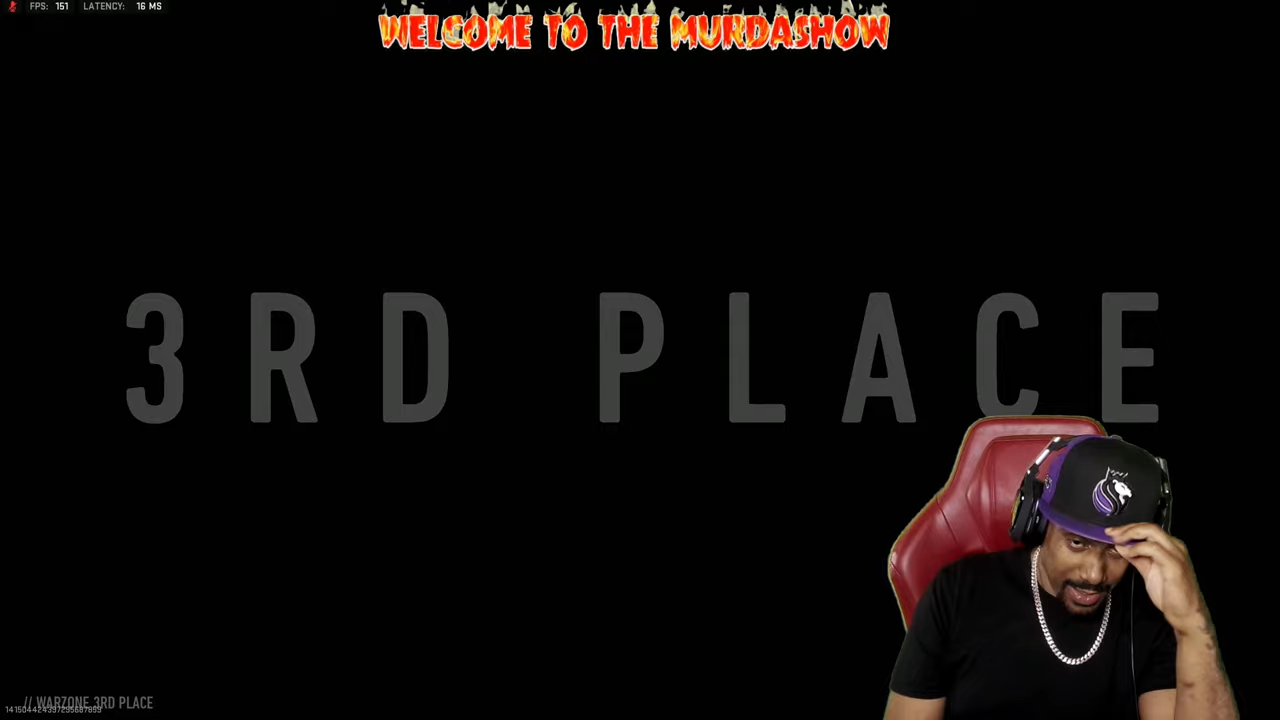 FPS: 151 LATENCY: 16 MS
WELCOME TO THE MURDASHOW
3RD PLACE
// WARZONE 3RD PLACE